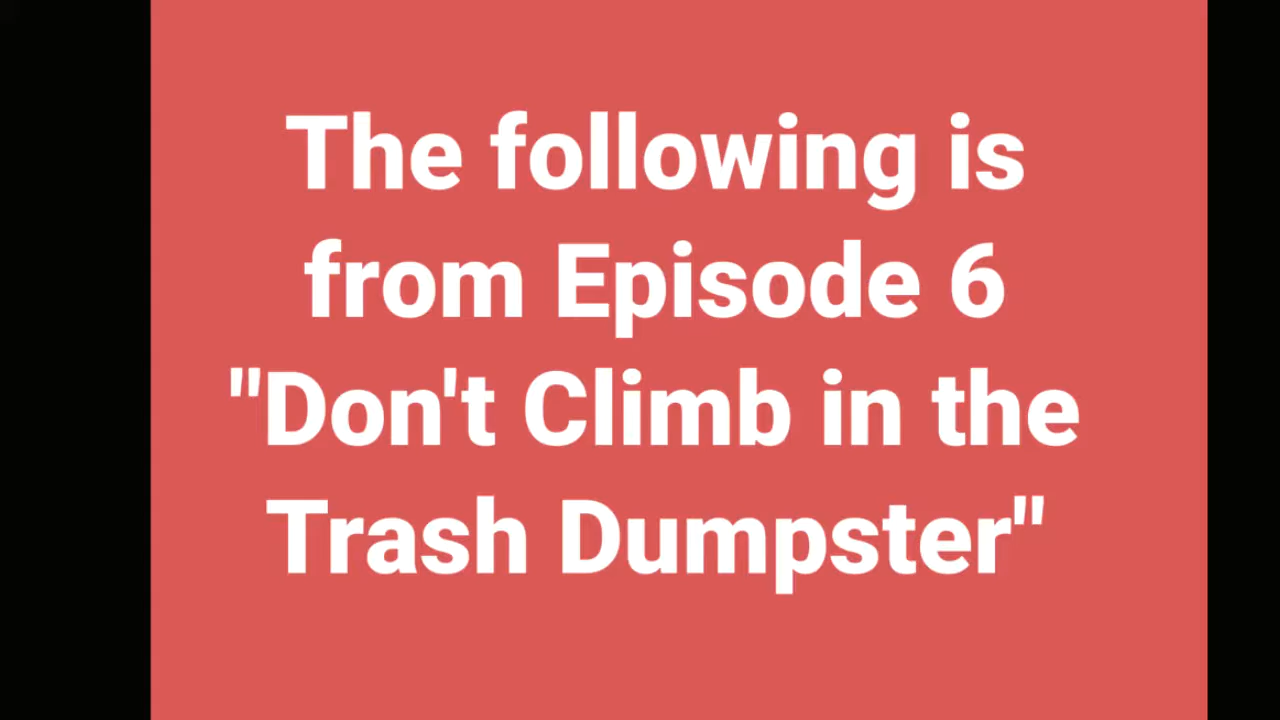 The following is
from Episode 6
"Don't Climb in the
Trash Dumpster"